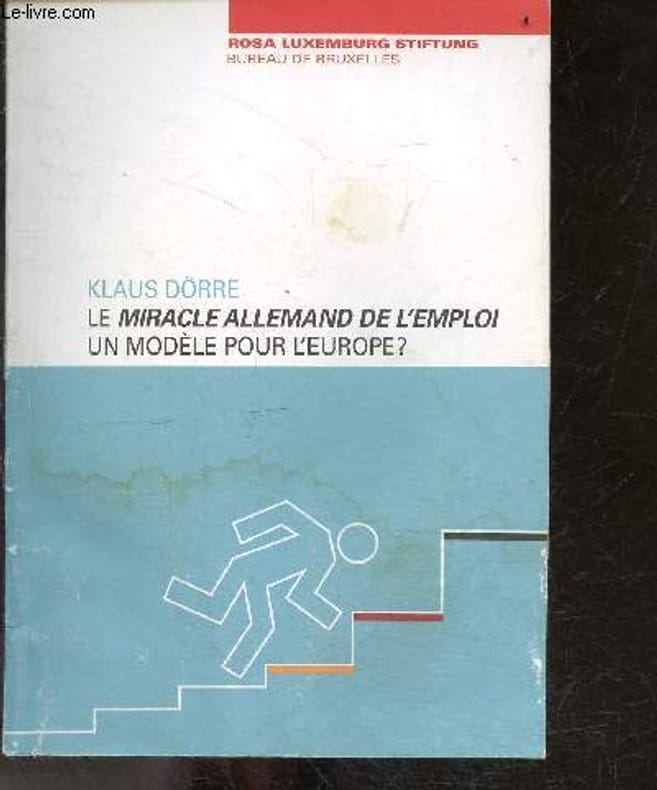 Le-livre.com
ROSA LUXEMBURG STIFTUNG
BUREAU DE BRUXELLES
KLAUS DÖRRE
LE MIRACLE ALLEMAND DE L'EMPLOI
UN MODÈLE POUR L'EUROPE?